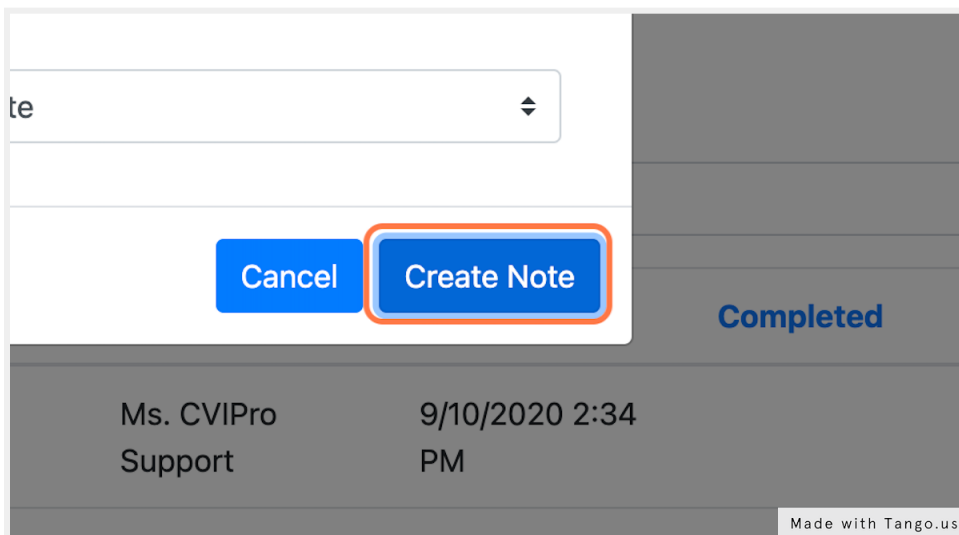 te
Cancel Create Note
Completed
Ms. CVIPro 9/10/2020 2:34
Support PM
Made with Tango.us